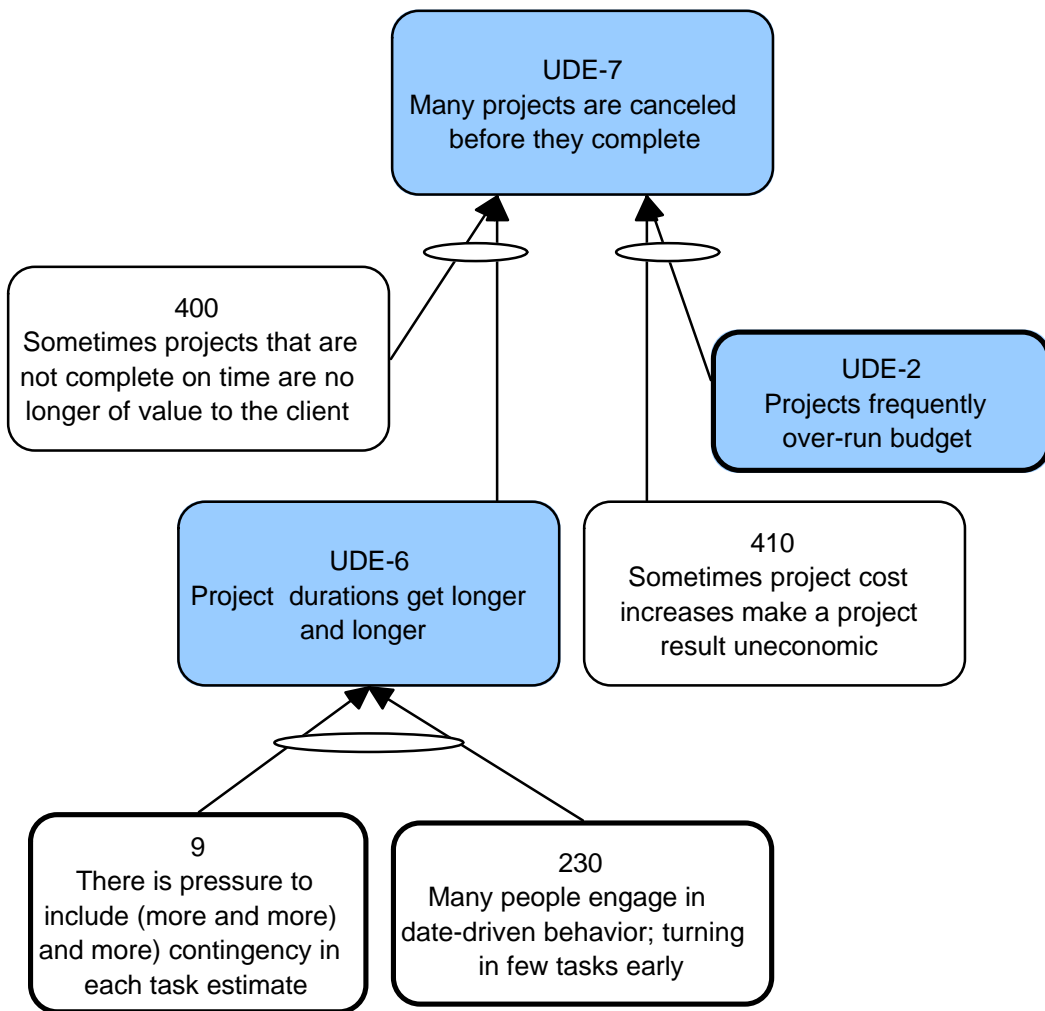 UDE-7
Many projects are canceled
before they complete
400
Sometimes projects that are
not complete on time are no
longer of value to the client
UDE-2
Projects frequently
over-run budget
UDE-6
Project durations get longer
and longer
410
Sometimes project cost
increases make a project
result uneconomic
9
There is pressure to
include (more and more)
and more) contingency in
each task estimate
230
Many people engage in
date-driven behavior; turning
in few tasks early